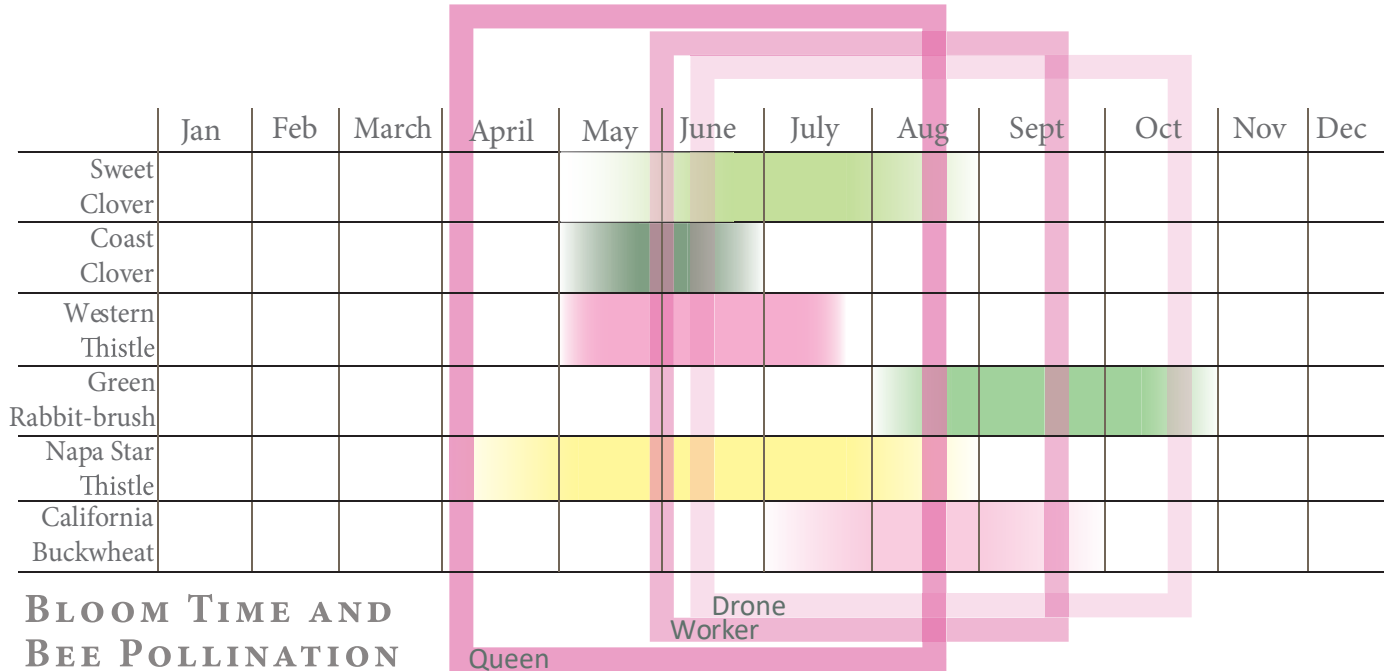 Jan Feb March April May June July Aug Sept Oct Nov Dec
Sweet
Clover
Coast
Clover
Western
Thistle
Green
Rabbit-brush
Napa Star
Thistle
California
Buckwheat
Drone
Worker
Queen
Bloom Time and
Bee Pollination